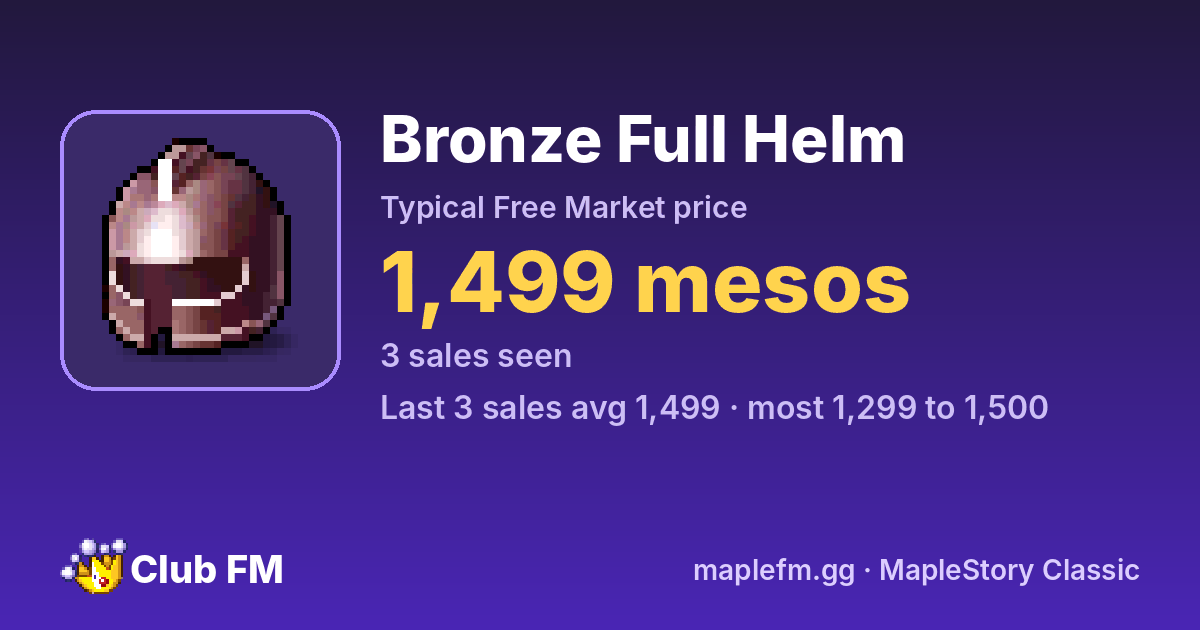 Bronze Full Helm
Typical Free Market price
1,499 mesos
3 sales seen
Last 3 sales avg 1,499 · most 1,299 to 1,500
Club FM
maplefm.gg · MapleStory Classic